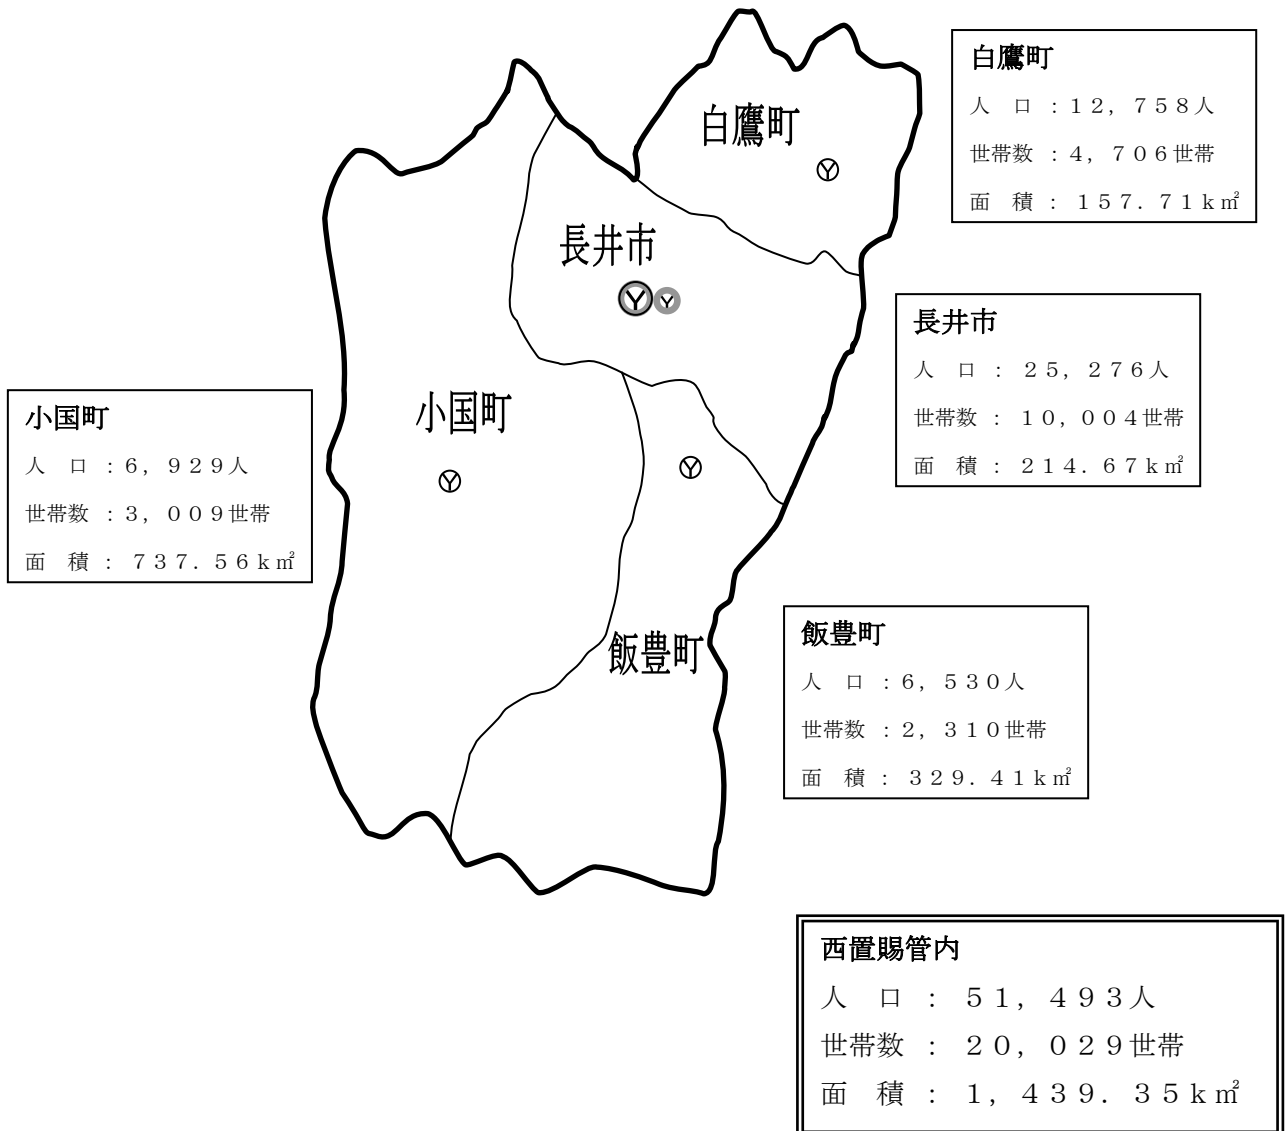 白鷹町
長井市
小国町
飯豊町
白鷹町
人　口　：１２，７５８人
世帯数　：４，７０６世帯
面　積　：　１５７．７１ｋ㎡
長井市
人　口　：　２５，２７６人
世帯数　：　１０，００４世帯
面　積　：　２１４．６７ｋ㎡
小国町
人　口　：６，９２９人
世帯数　：３，００９世帯
面　積　：　７３７．５６ｋ㎡
飯豊町
人　口　：６，５３０人
世帯数　：２，３１０世帯
面　積　：　３２９．４１ｋ㎡
西置賜管内
人　口　：　５１，４９３人
世帯数　：　２０，０２９世帯
面　積　：　１，４３９．３５ｋ㎡